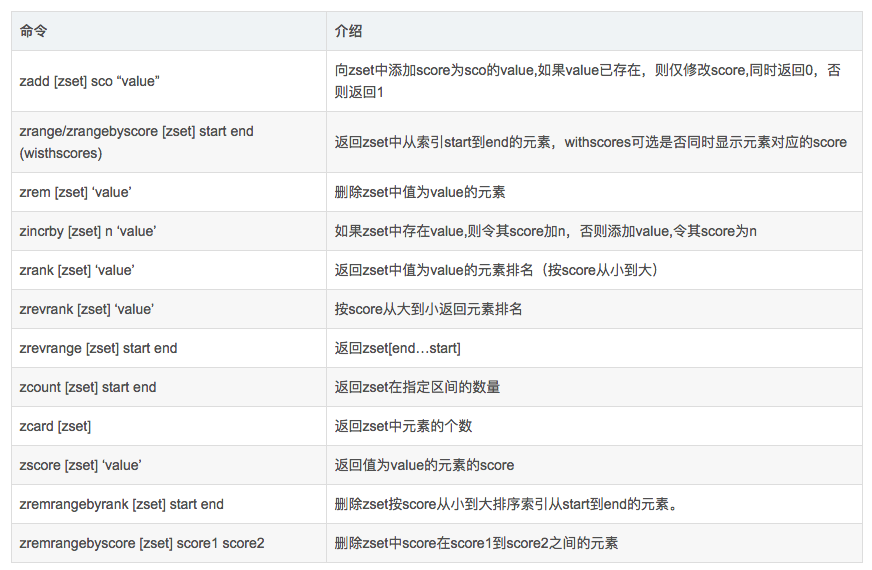 命令 介绍
zadd [zset] sco “value” 向zset中添加score为sco的value,如果value已存在，则仅修改score,同时返回0，否
则返回1
zrange/zrangebyscore [zset] start end
(wisthscores) 返回zset中从索引start到end的元素，withscores可选是否同时显示元素对应的score
zrem [zset] ‘value’ 删除zset中值为value的元素
zincrby [zset] n ‘value’ 如果zset中存在value,则令其score加n，否则添加value,令其score为n
zrank [zset] ‘value’ 返回zset中值为value的元素排名（按score从小到大）
zrevrank [zset] ‘value’ 按score从大到小返回元素排名
zrevrange [zset] start end 返回zset[end…start]
zcount [zset] start end 返回zset在指定区间的数量
zcard [zset] 返回zset中元素的个数
zscore [zset] ‘value’ 返回值为value的元素的score
zremrangebyrank [zset] start end 删除zset按score从小到大排序索引从start到end的元素。
zremrangebyscore [zset] score1 score2 删除zset中score在score1到score2之间的元素